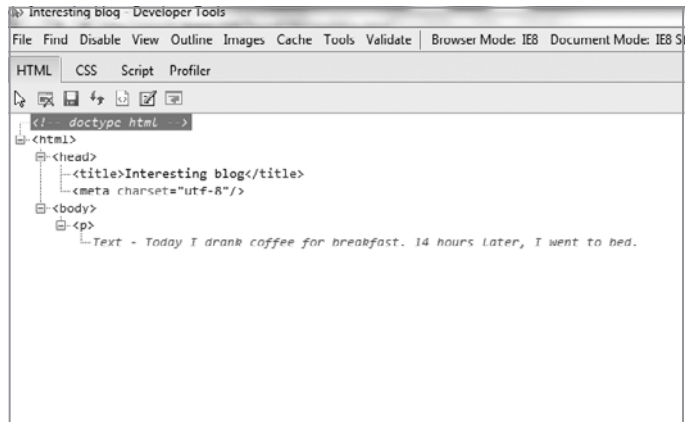 Interesting blog - Developer Tools
File Find Disable View Outline Images Cache Tools Validate Browser Mode: IE8 Document Mode: IE8 S
HTML CSS Script Profiler
<!-- doctype html -->
<html>
<head>
<title>Interesting blog</title>
<meta charset="utf-8"/>
<body>
<p>
Text - Today I drank coffee for breakfast. 14 hours later, I went to bed.